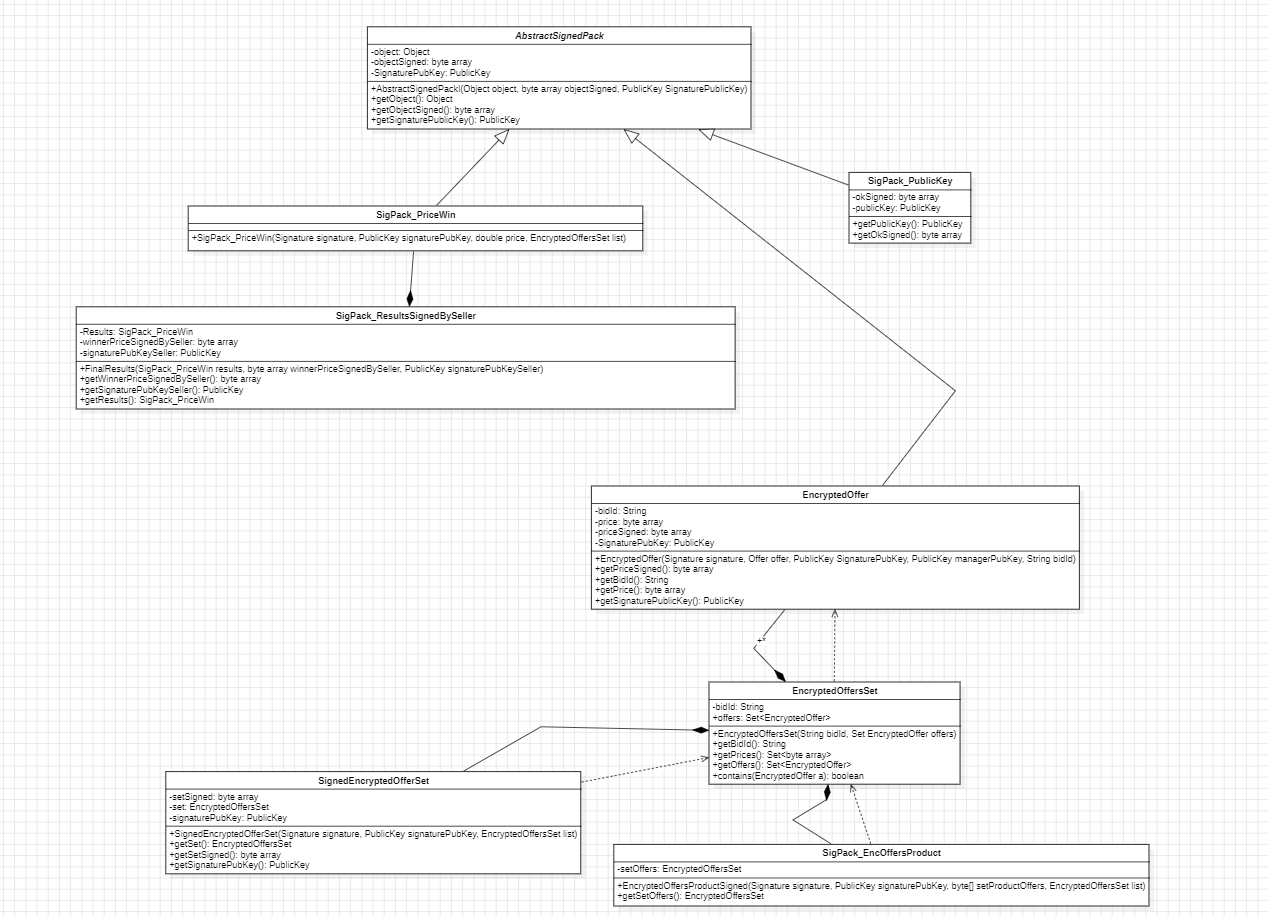 AbstractSignedPack
-object: Object
-objectSigned: byte array
-SignaturePubKey: PublicKey
+AbstractSignedPackl(Object object, byte array objectSigned, PublicKey SignaturePublicKey)
+getObject(): Object
+getObjectSigned(): byte array
+getSignaturePublicKey(): PublicKey
SigPack_PublicKey
-okSigned: byte array
-publicKey: PublicKey
+getPublicKey(): PublicKey
+getOkSigned(): byte array
SigPack_PriceWin
+SigPack_PriceWin(Signature signature, PublicKey signaturePubKey, double price, EncryptedOffersSet list)
SigPack_ResultsSignedBySeller
-Results: SigPack_PriceWin
-winnerPriceSignedBySeller: byte array
-signaturePubKeySeller: PublicKey
+FinalResults(SigPack_PriceWin results, byte array winnerPriceSignedBySeller, PublicKey signaturePubKeySeller)
+getWinnerPriceSignedBySeller(): byte array
+getSignaturePubKeySeller(): PublicKey
+getResults(): SigPack_PriceWin
EncryptedOffer
-bidId: String
-price: byte array
-priceSigned: byte array
-SignaturePubKey: PublicKey
+EncryptedOffer(Signature signature, Offer offer, PublicKey SignaturePubKey, PublicKey managerPubKey, String bidId)
+getPriceSigned(): byte array
+getBidId(): String
+getPrice(): byte array
+getSignaturePublicKey(): PublicKey
+*
EncryptedOffersSet
-bidId: String
+offers: Set<EncryptedOffer>
+EncryptedOffersSet(String bidId, Set EncryptedOffer offers)
+getBidId(): String
+getPrices(): Set<byte array>
+getOffers(): Set<EncryptedOffer>
+contains(EncryptedOffer a): boolean
SignedEncryptedOfferSet
-setSigned: byte array
-set: EncryptedOffersSet
-signaturePubKey: PublicKey
+SignedEncryptedOfferSet(Signature signature, PublicKey signaturePubKey, EncryptedOffersSet list)
+getSet(): EncryptedOffersSet
+getSetSigned(): byte array
+getSignaturePubKey(): PublicKey
SigPack_EncOffersProduct
-setOffers: EncryptedOffersSet
+EncryptedOffersProductSigned(Signature signature, PublicKey signaturePubKey, byte[] setProductOffers, EncryptedOffersSet list)
+getSetOffers(): EncryptedOffersSet